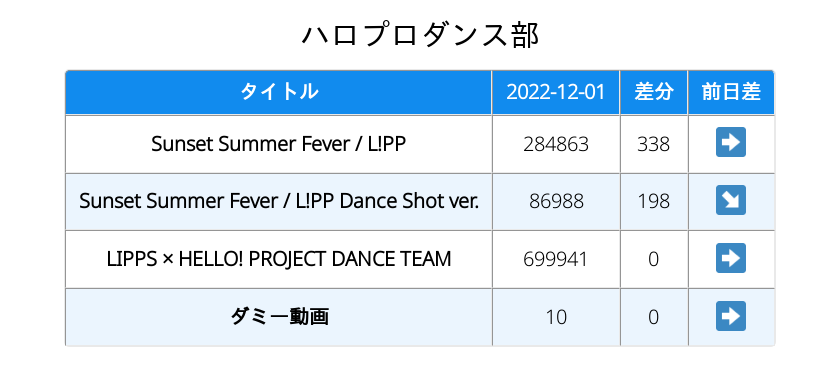 ハロプロダンス部
タイトル 2022-12-01 差分 前日差
Sunset Summer Fever / L!PP 284863 338 ➡
Sunset Summer Fever / L!PP Dance Shot ver. 86988 198 ↘
LIPPS × HELLO! PROJECT DANCE TEAM 699941 0 ➡
ダミー動画 10 0 ➡